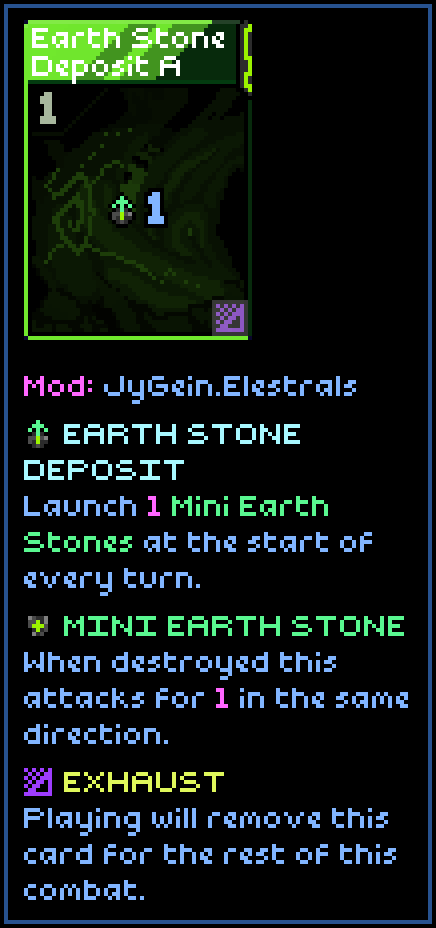 Earth Stone
Deposit A
1
1
Mod: JyGein.Elestrals
EARTH STONE
DEPOSIT
Launch 1 Mini Earth
Stones at the start of
every turn.
MINI EARTH STONE
When destroyed this
attacks for 1 in the same
direction.
EXHAUST
Playing will remove this
card for the rest of this
combat.